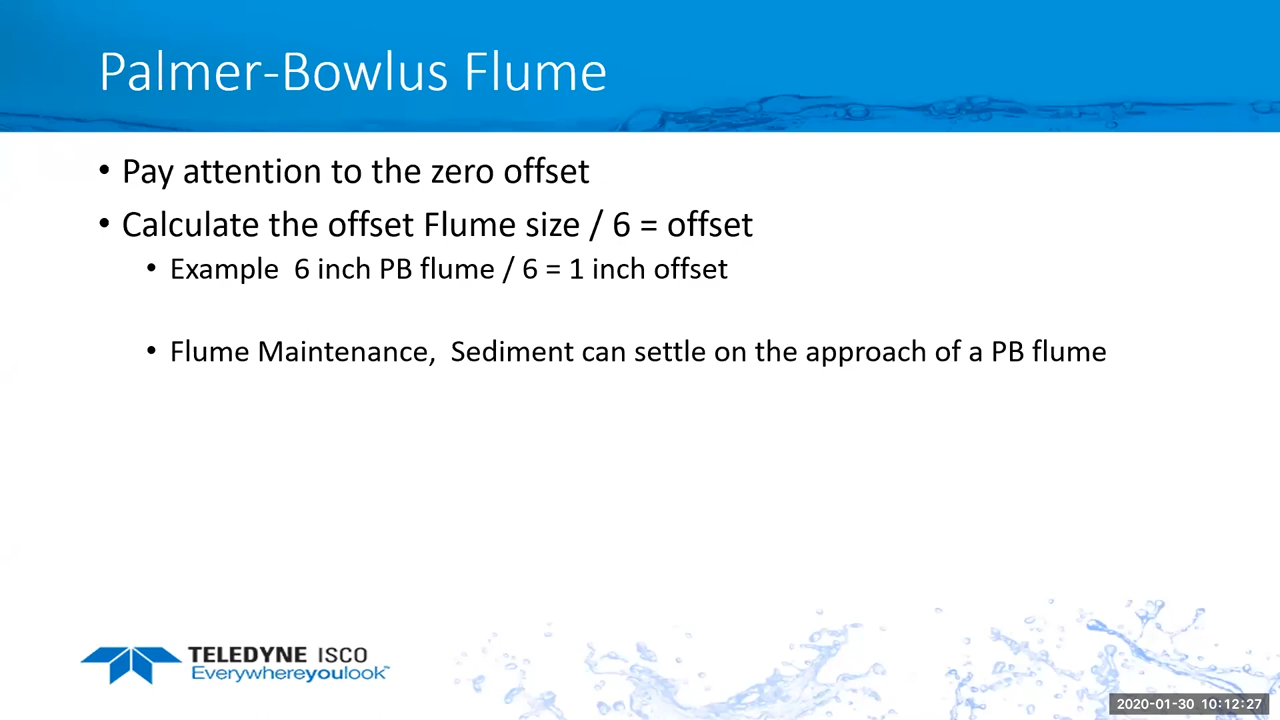 Palmer-Bowlus Flume
• Pay attention to the zero offset
• Calculate the offset Flume size / 6 = offset
• Example  6 inch PB flume / 6 = 1 inch offset
• Flume Maintenance,  Sediment can settle on the approach of a PB flume
TELEDYNE ISCO
Everywhereyoulook™
2020-01-30 10:12:27